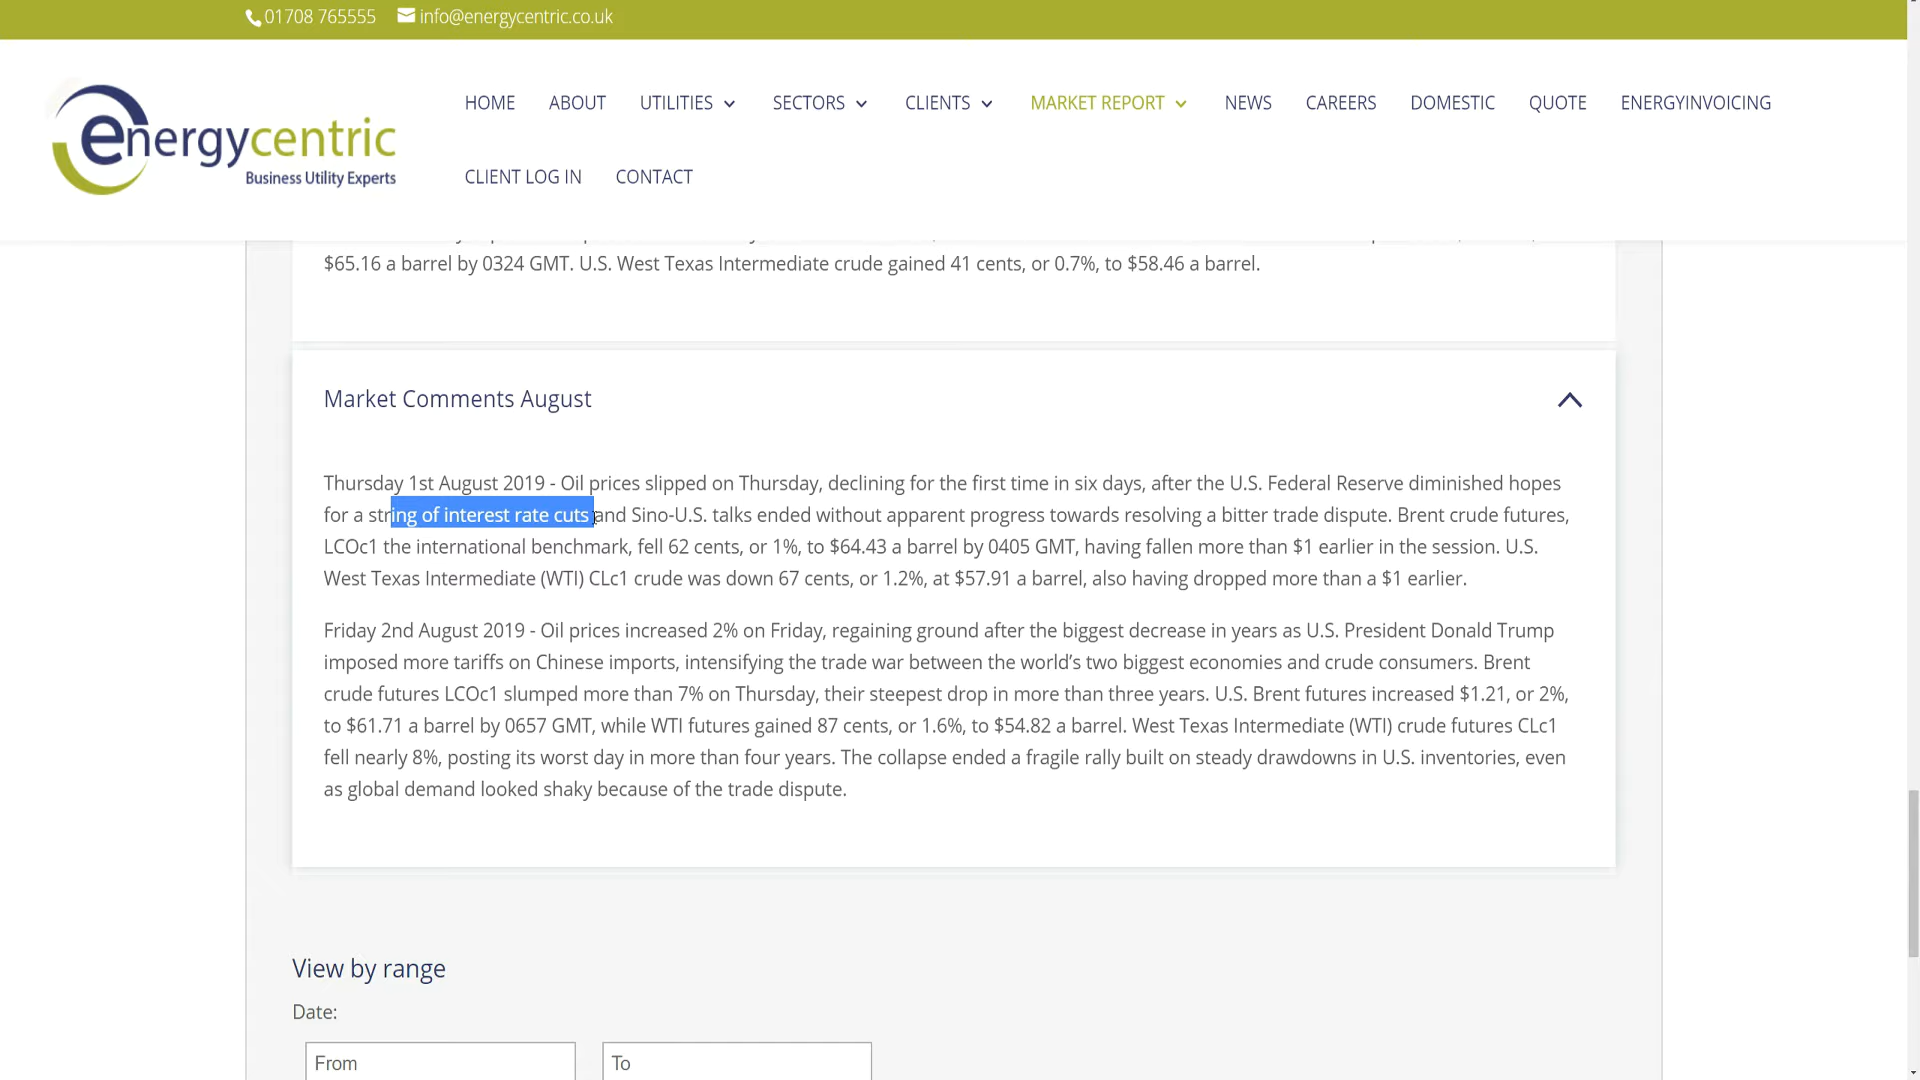 01708 765555 info@energycentric.co.uk
energycentric
Business Utility Experts
HOME ABOUT UTILITIES SECTORS CLIENTS MARKET REPORT NEWS CAREERS DOMESTIC QUOTE ENERGYINVOICING
CLIENT LOG IN CONTACT
$65.16 a barrel by 0324 GMT. U.S. West Texas Intermediate crude gained 41 cents, or 0.7%, to $58.46 a barrel.
Market Comments August
Thursday 1st August 2019 - Oil prices slipped on Thursday, declining for the first time in six days, after the U.S. Federal Reserve diminished hopes
for a string of interest rate cuts and Sino-U.S. talks ended without apparent progress towards resolving a bitter trade dispute. Brent crude futures,
LCOc1 the international benchmark, fell 62 cents, or 1%, to $64.43 a barrel by 0405 GMT, having fallen more than $1 earlier in the session. U.S.
West Texas Intermediate (WTI) CLc1 crude was down 67 cents, or 1.2%, at $57.91 a barrel, also having dropped more than a $1 earlier.
Friday 2nd August 2019 - Oil prices increased 2% on Friday, regaining ground after the biggest decrease in years as U.S. President Donald Trump
imposed more tariffs on Chinese imports, intensifying the trade war between the world’s two biggest economies and crude consumers. Brent
crude futures LCOc1 slumped more than 7% on Thursday, their steepest drop in more than three years. U.S. Brent futures increased $1.21, or 2%,
to $61.71 a barrel by 0657 GMT, while WTI futures gained 87 cents, or 1.6%, to $54.82 a barrel. West Texas Intermediate (WTI) crude futures CLc1
fell nearly 8%, posting its worst day in more than four years. The collapse ended a fragile rally built on steady drawdowns in U.S. inventories, even
as global demand looked shaky because of the trade dispute.
View by range
Date:
From To